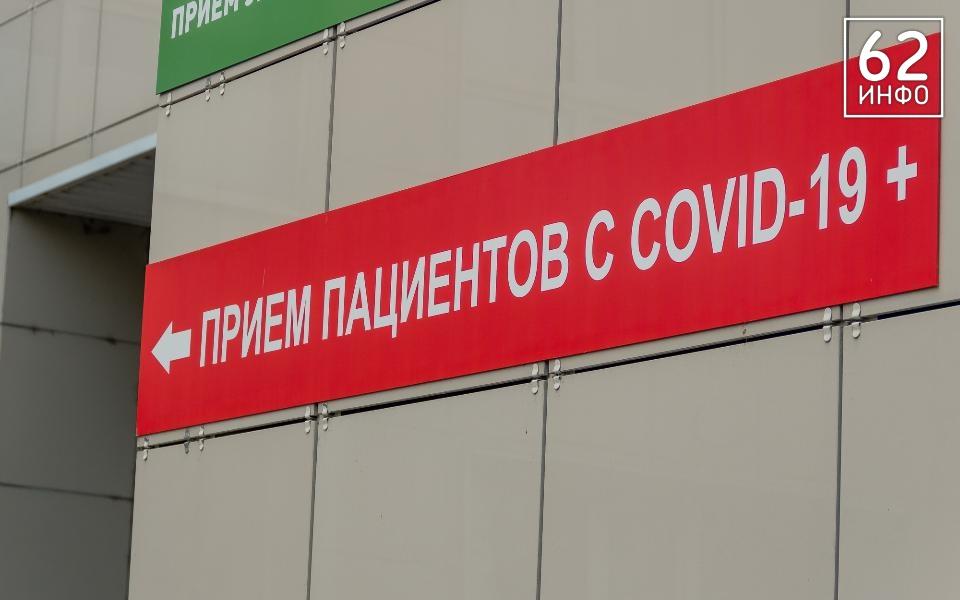 ПРИЕМ
62
ИНФО
ПРИЕМ ПАЦИЕНТОВ С COVID-19 +